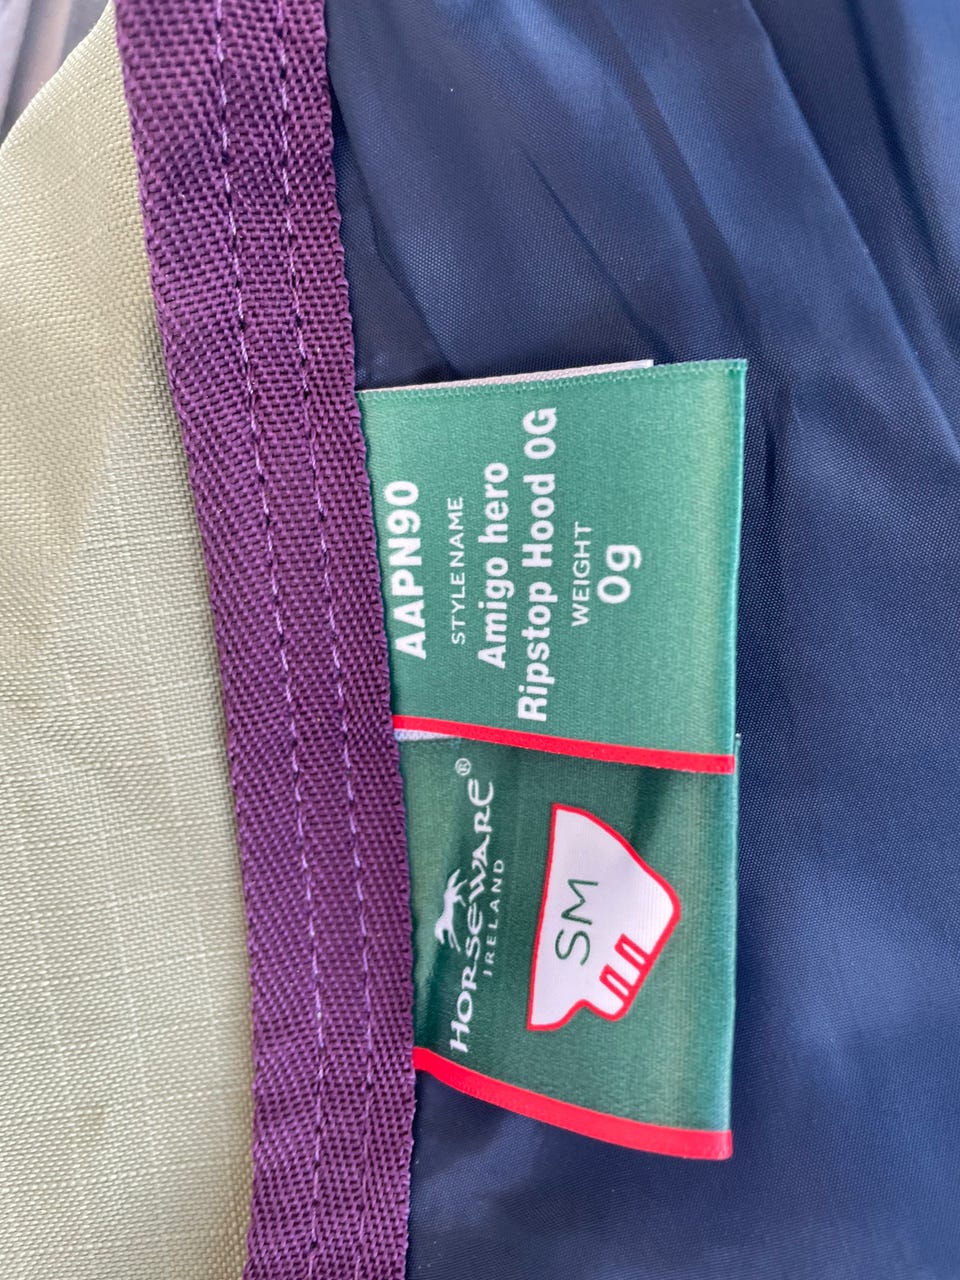 AAPN90
STYLE NAME
Amigo hero
Ripstop Hood 0G
WEIGHT
0g
HORSEWARE®
IRELAND
SM